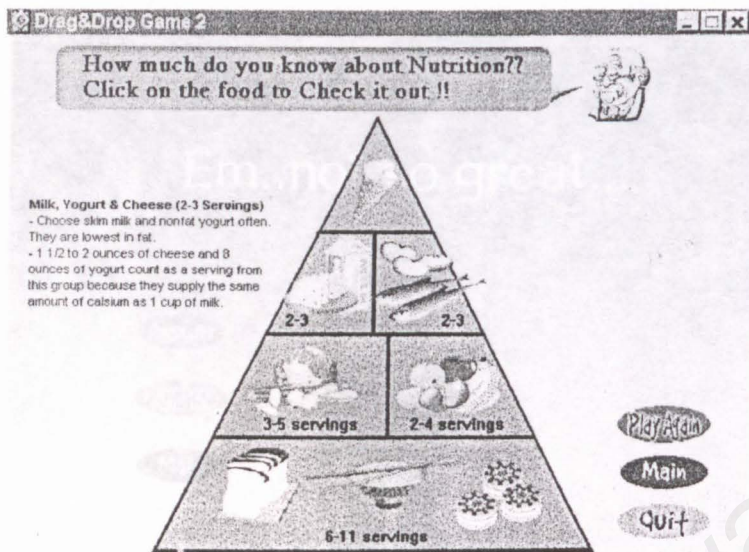 Drag&Drop Game 2
How much do you know about Nutrition??
Click on the food to Check it out !!
Milk, Yogurt & Cheese (2-3 Servings)
- Choose skim milk and nonfat yogurt often.
They are lowest in fat.
- 1 1/2 to 2 ounces of cheese and 8
ounces of yogurt count as a serving from
this group because they supply the same
amount of calsium as 1 cup of milk.
2-3
2-3
3-5 servings
2-4 servings
6-11 servings
Play Again
Main
Quit